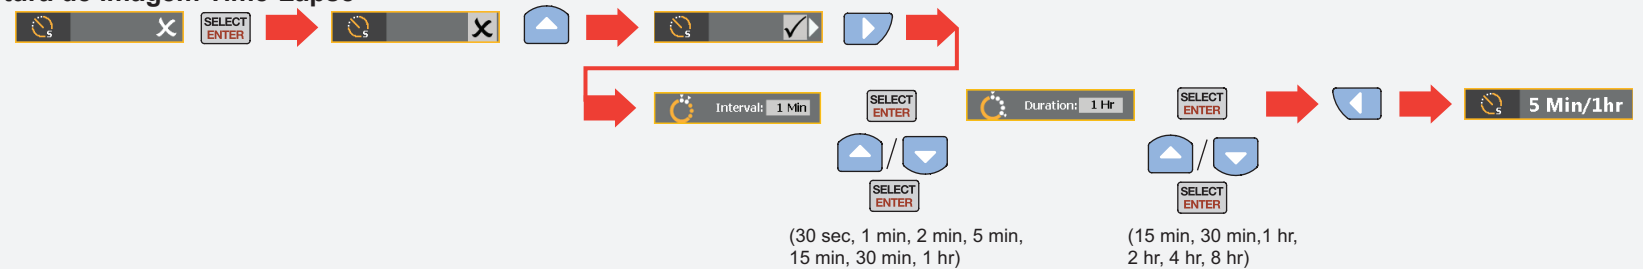 SELECT
ENTER
Interval: 1 Min
SELECT
ENTER
/
SELECT
ENTER
(30 sec, 1 min, 2 min, 5 min,
15 min, 30 min, 1 hr)
Duration: 1 Hr
SELECT
ENTER
/
SELECT
ENTER
(15 min, 30 min,1 hr,
2 hr, 4 hr, 8 hr)
5 Min/1hr